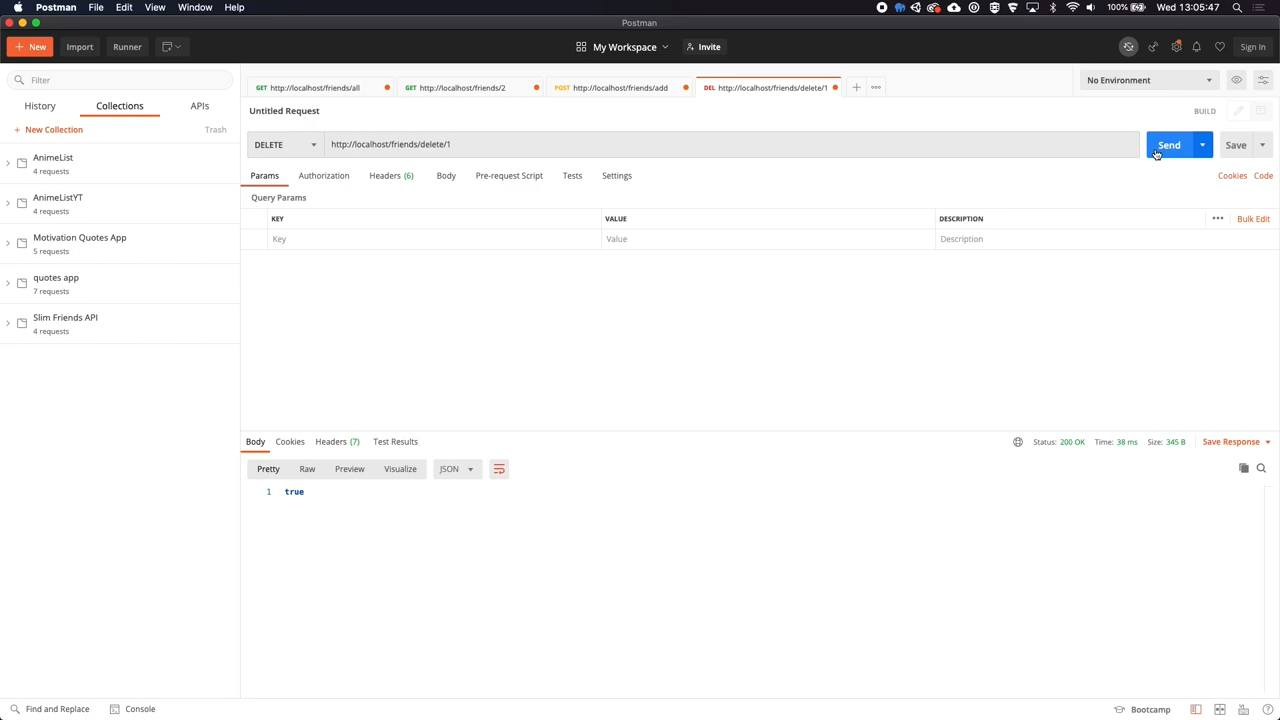 Postman File Edit View Window Help 100% Wed 13:05:47
Postman
+ New Import Runner My Workspace Invite Sign In
Filter
History Collections APIs
+ New Collection Trash
AnimeList
4 requests
AnimeListYT
4 requests
Motivation Quotes App
5 requests
quotes app
7 requests
Slim Friends API
4 requests
GET http://localhost/friends/all GET http://localhost/friends/2 POST http://localhost/friends/add DEL http://localhost/friends/delete/1 No Environment
Untitled Request BUILD
DELETE http://localhost/friends/delete/1 Send Save
Params Authorization Headers (6) Body Pre-request Script Tests Settings Cookies Code
Query Params
KEY VALUE DESCRIPTION Bulk Edit
Key Value Description
Body Cookies Headers (7) Test Results Status: 200 OK Time: 38 ms Size: 345 B Save Response
Pretty Raw Preview Visualize JSON
1 true
Find and Replace Console Bootcamp